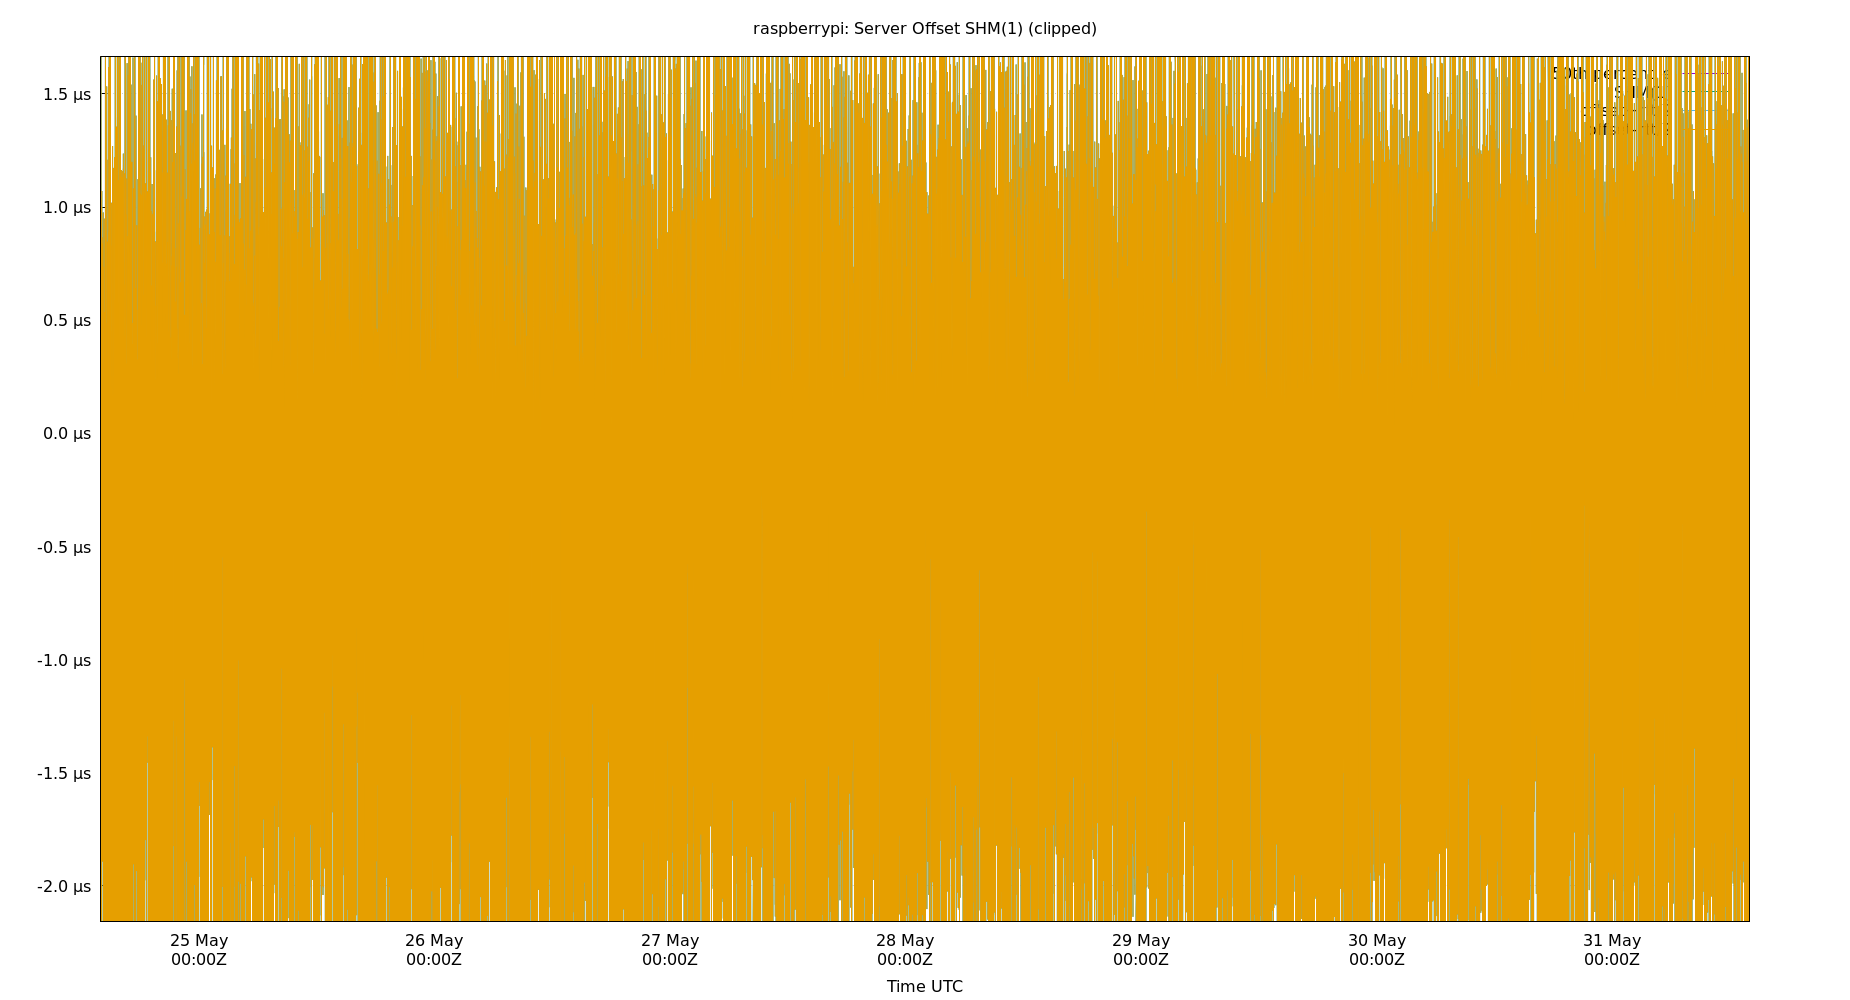 raspberrypi: Server Offset SHM(1) (clipped)
1.5 µs
1.0 µs
0.5 µs
0.0 µs
-0.5 µs
-1.0 µs
-1.5 µs
-2.0 µs
25 May 26 May 27 May 28 May 29 May 30 May 31 May
00:00Z 00:00Z 00:00Z 00:00Z 00:00Z 00:00Z 00:00Z
Time UTC